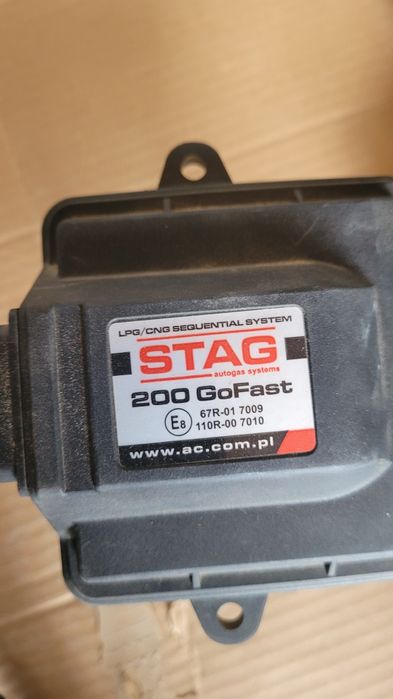 LPG/CNG SEQUENTIAL SYSTEM
STAG
autogas systems
200 GoFast
E8
67R-01 7009
110R-00 7010
www.ac.com.pl